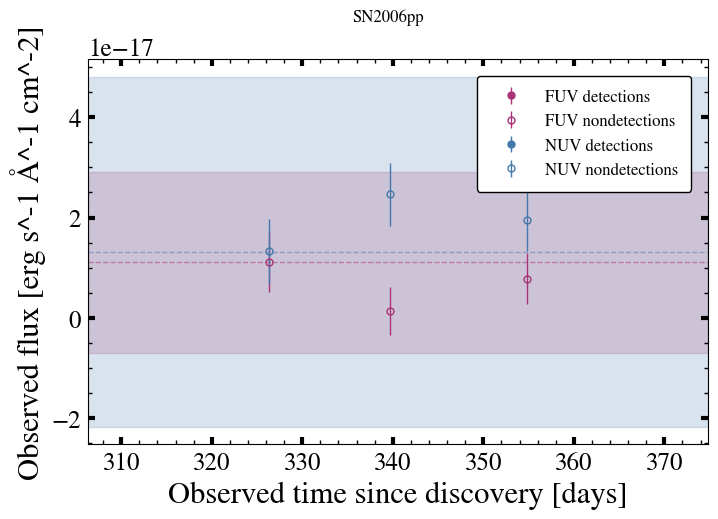 SN2006pp
1e−17
4
2
0
−2
FUV detections
FUV nondetections
NUV detections
NUV nondetections
310 320 330 340 350 360 370
Observed time since discovery [days]
Observed flux [erg s^-1 Å^-1 cm^-2]